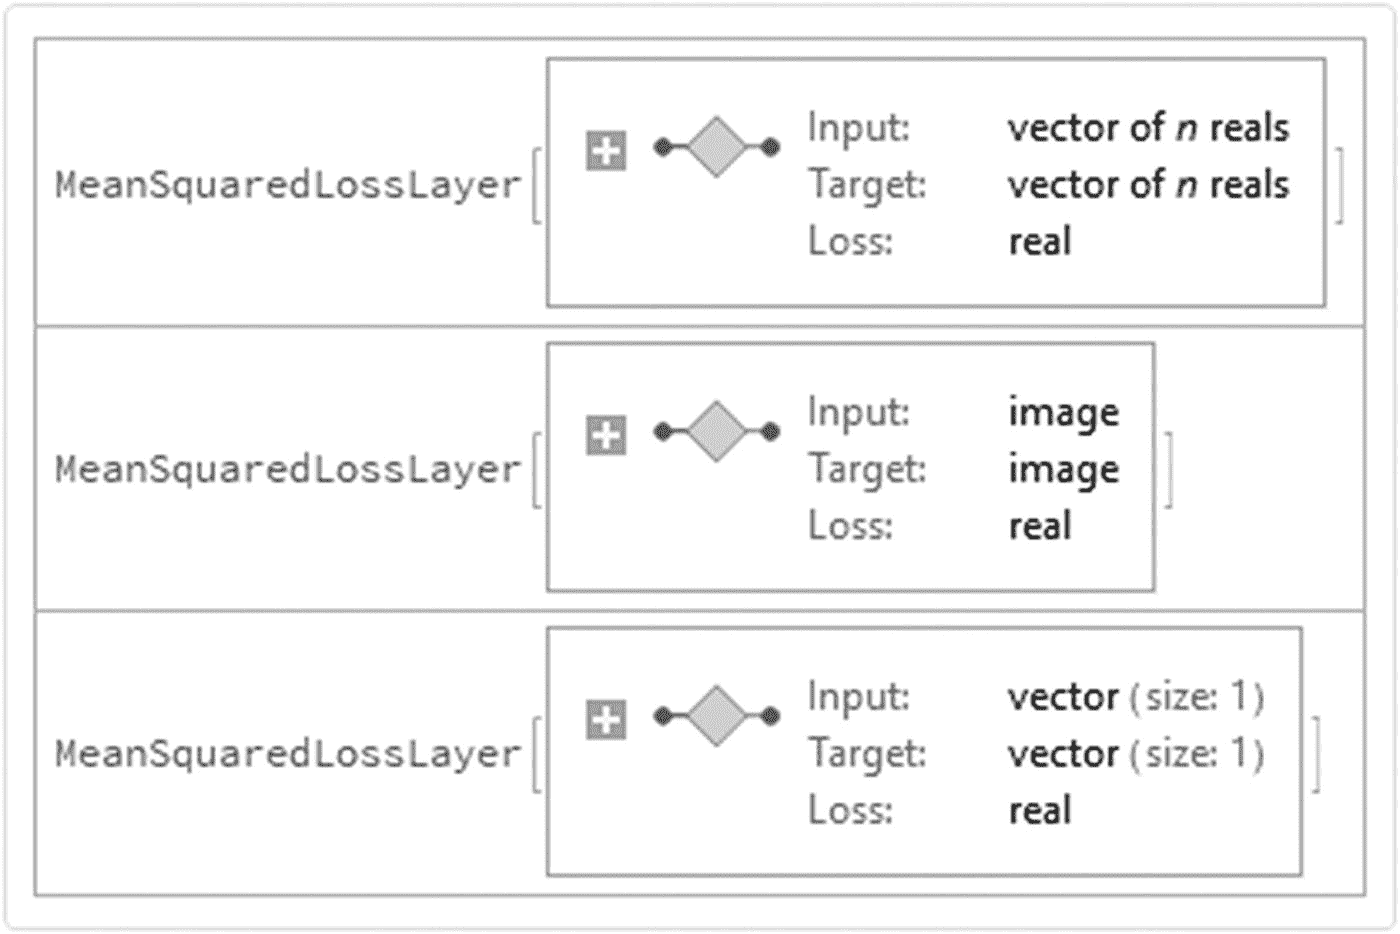 Input: vector of n reals
MeanSquaredLossLayer[ Target: vector of n reals ]
Loss: real
Input: image
MeanSquaredLossLayer[ Target: image ]
Loss: real
Input: vector (size: 1)
MeanSquaredLossLayer[ Target: vector (size: 1) ]
Loss: real